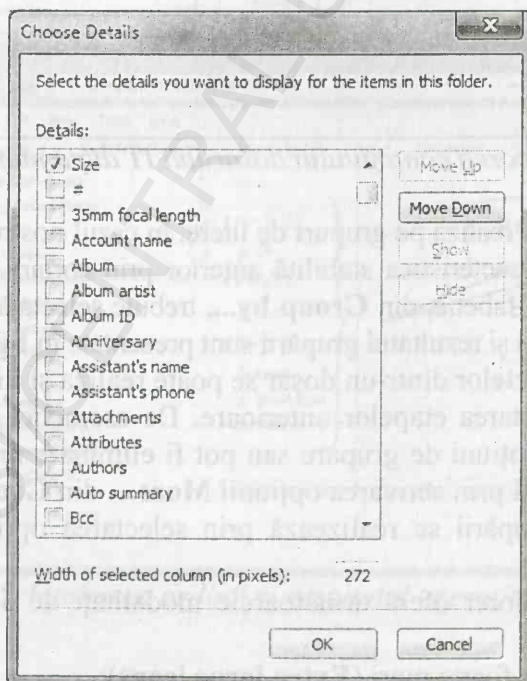 Choose Details
Select the details you want to display for the items in this folder.
Details:
Size
#
35mm focal length
Account name
Album
Album artist
Album ID
Anniversary
Assistant's name
Assistant's phone
Attachments
Attributes
Authors
Auto summary
Bcc
Move Up
Move Down
Show
Hide
Width of selected column (in pixels): 272
OK
Cancel